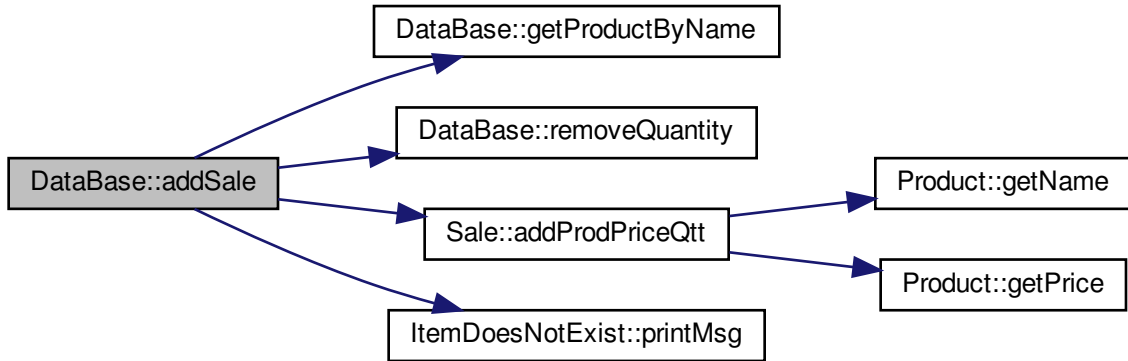 DataBase::getProductByName
DataBase::removeQuantity
DataBase::addSale
Product::getName
Sale::addProdPriceQtt
Product::getPrice
ItemDoesNotExist::printMsg